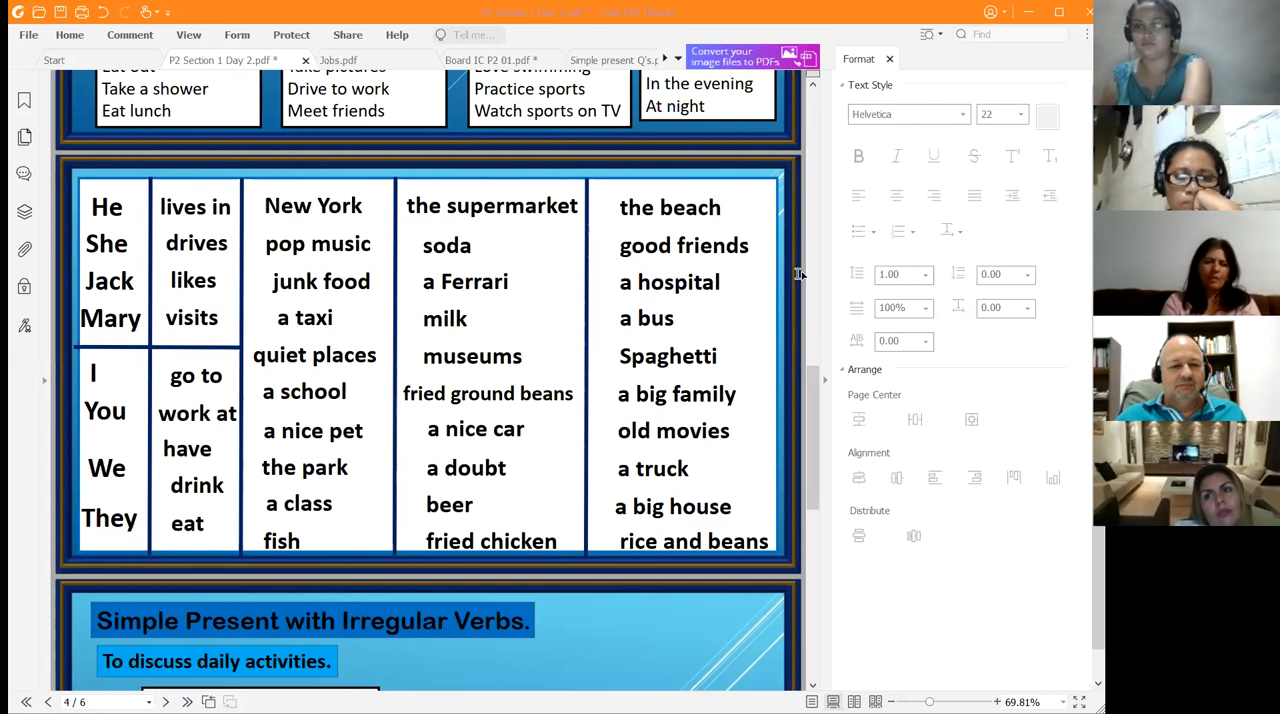 File Home Comment View Form Protect Share Help Tell me... Find
Start P2 Section 1 Day 2.pdf * Jobs.pdf Board IC P2 01.pdf * Simple present Q's.p
Convert your
image files to PDFs
Take a shower
Eat lunch
Drive to work
Meet friends
Practice sports
Watch sports on TV
In the evening
At night
He
She
Jack
Mary
I
You
We
They
lives in
drives
likes
visits
go to
work at
have
drink
eat
New York
pop music
junk food
a taxi
quiet places
a school
a nice pet
the park
a class
fish
the supermarket
soda
a Ferrari
milk
museums
fried ground beans
a nice car
a doubt
beer
fried chicken
the beach
good friends
a hospital
a bus
Spaghetti
a big family
old movies
a truck
a big house
rice and beans
Simple Present with Irregular Verbs.
To discuss daily activities.
Format
Text Style
Helvetica 22
1.00 0.00
100% 0.00
0.00
Arrange
Page Center
Alignment
Distribute
4 / 6
69.81%